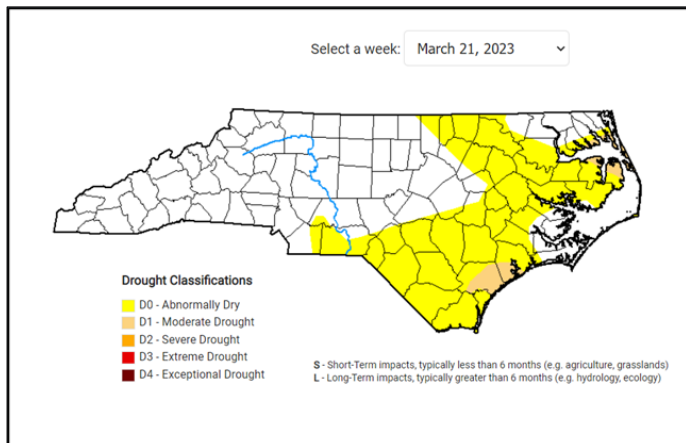 Select a week: March 21, 2023
Drought Classifications
D0 - Abnormally Dry
D1 - Moderate Drought
D2 - Severe Drought
D3 - Extreme Drought
D4 - Exceptional Drought
S - Short-Term impacts, typically less than 6 months (e.g. agriculture, grasslands)
L - Long-Term impacts, typically greater than 6 months (e.g. hydrology, ecology)